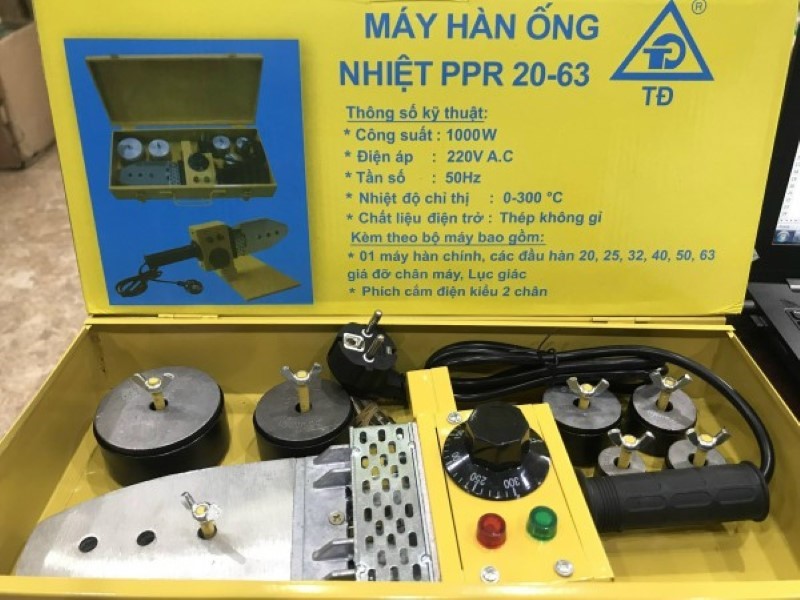 MÁY HÀN ỐNG
NHIỆT PPR 20-63
®
TĐ
Thông số kỹ thuật:
* Công suất : 1000W
* Điện áp : 220V A.C
* Tần số : 50Hz
* Nhiệt độ chỉ thị : 0-300 °C
* Chất liệu điện trở : Thép không gỉ
Kèm theo bộ máy bao gồm:
* 01 máy hàn chính, các đầu hàn 20, 25, 32, 40, 50, 63
giá đỡ chân máy, Lục giác
* Phích cắm điện kiểu 2 chân
300
250